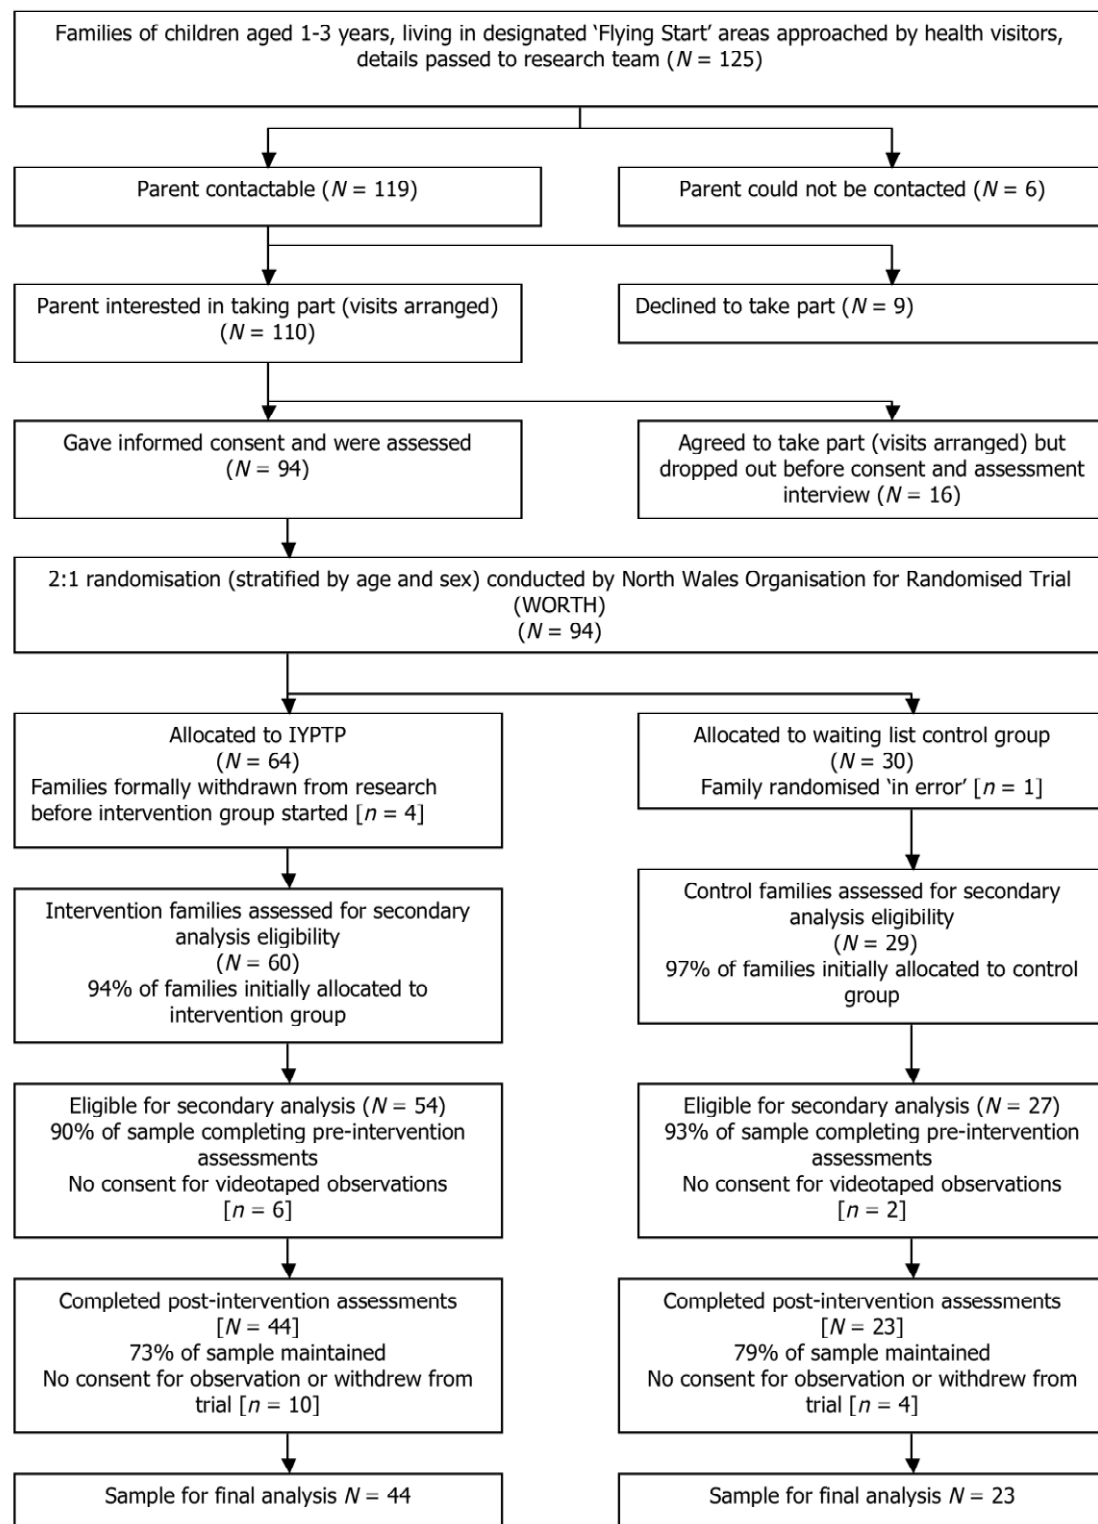 Families of children aged 1-3 years, living in designated ‘Flying Start’ areas approached by health visitors,
details passed to research team (N = 125)
Parent contactable (N = 119)
Parent could not be contacted (N = 6)
Parent interested in taking part (visits arranged)
(N = 110)
Declined to take part (N = 9)
Gave informed consent and were assessed
(N = 94)
Agreed to take part (visits arranged) but
dropped out before consent and assessment
interview (N = 16)
2:1 randomisation (stratified by age and sex) conducted by North Wales Organisation for Randomised Trial
(WORTH)
(N = 94)
Allocated to IYPTP
(N = 64)
Families formally withdrawn from research
before intervention group started [n = 4]
Allocated to waiting list control group
(N = 30)
Family randomised ‘in error’ [n = 1]
Intervention families assessed for secondary
analysis eligibility
(N = 60)
94% of families initially allocated to
intervention group
Control families assessed for secondary
analysis eligibility
(N = 29)
97% of families initially allocated to control
group
Eligible for secondary analysis (N = 54)
90% of sample completing pre-intervention
assessments
No consent for videotaped observations
[n = 6]
Eligible for secondary analysis (N = 27)
93% of sample completing pre-intervention
assessments
No consent for videotaped observations
[n = 2]
Completed post-intervention assessments
[N = 44]
73% of sample maintained
No consent for observation or withdrew from
trial [n = 10]
Completed post-intervention assessments
[N = 23]
79% of sample maintained
No consent for observation or withdrew from
trial [n = 4]
Sample for final analysis N = 44
Sample for final analysis N = 23